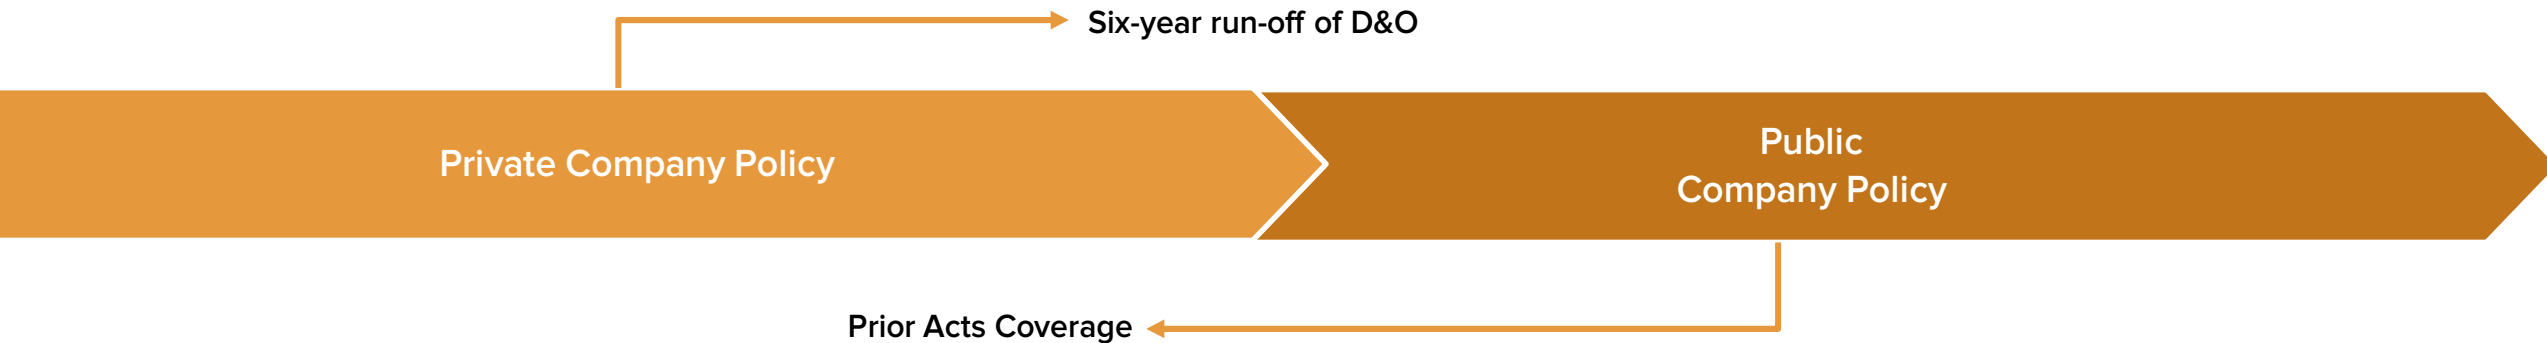 Six-year run-off of D&O
Private Company Policy
Public
Company Policy
Prior Acts Coverage